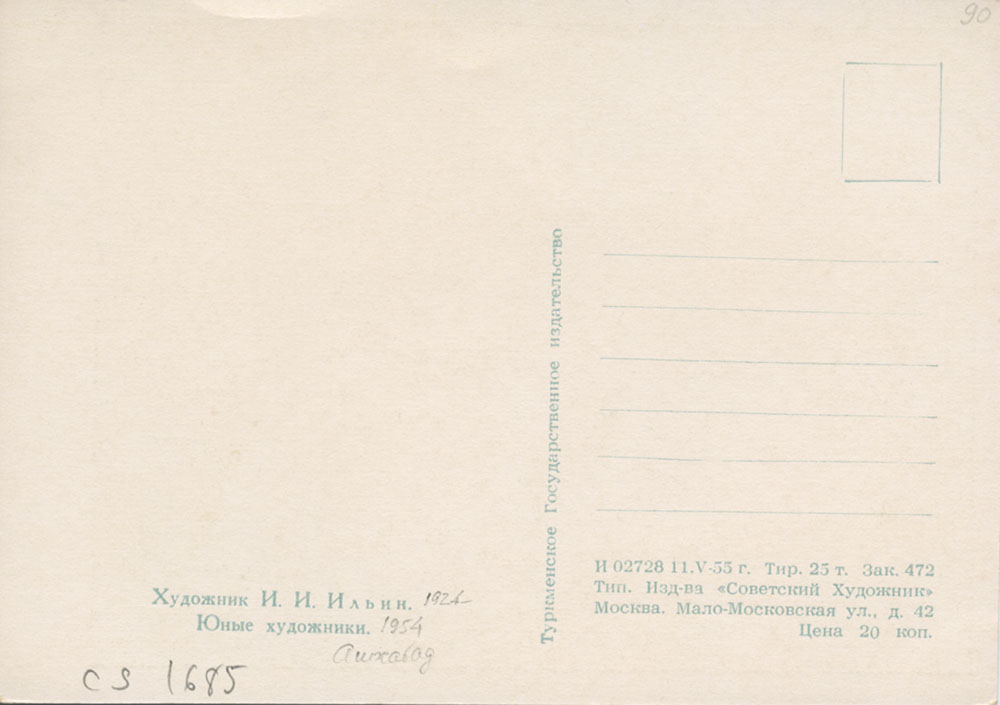 90
Художник И. И. Ильин. 1924-
Юные художники. 1954
Ашхабад
CS 1685
Туркменское Государственное издательство
И 02728 11.V-55 г. Тир. 25 т. Зак. 472
Тип. Изд-ва «Советский Художник»
Москва. Мало-Московская ул., д. 42
Цена 20 коп.